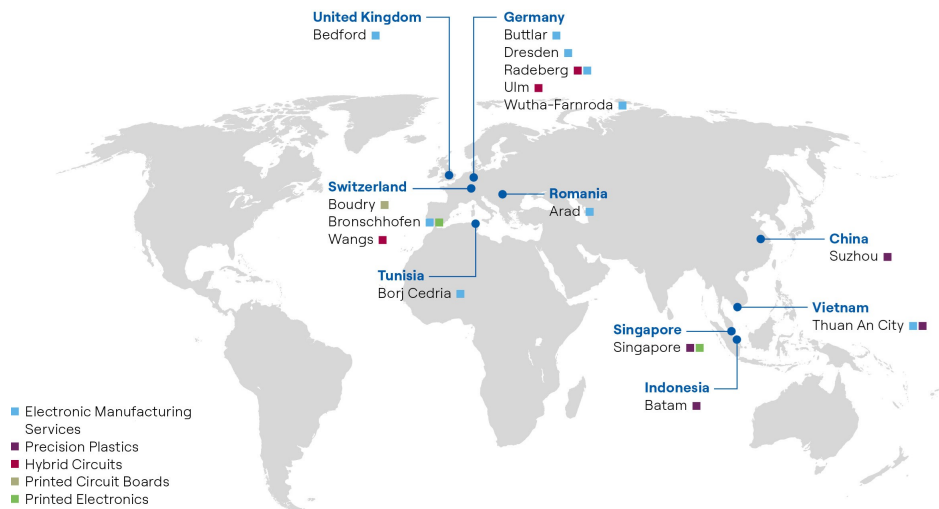 United Kingdom
Bedford
Germany
Buttlar
Dresden
Radeberg
Ulm
Wutha-Farnroda
Switzerland
Boudry
Bronschhofen
Wangs
Romania
Arad
Tunisia
Borj Cedria
China
Suzhou
Vietnam
Thuan An City
Singapore
Singapore
Indonesia
Batam
Electronic Manufacturing
Services
Precision Plastics
Hybrid Circuits
Printed Circuit Boards
Printed Electronics